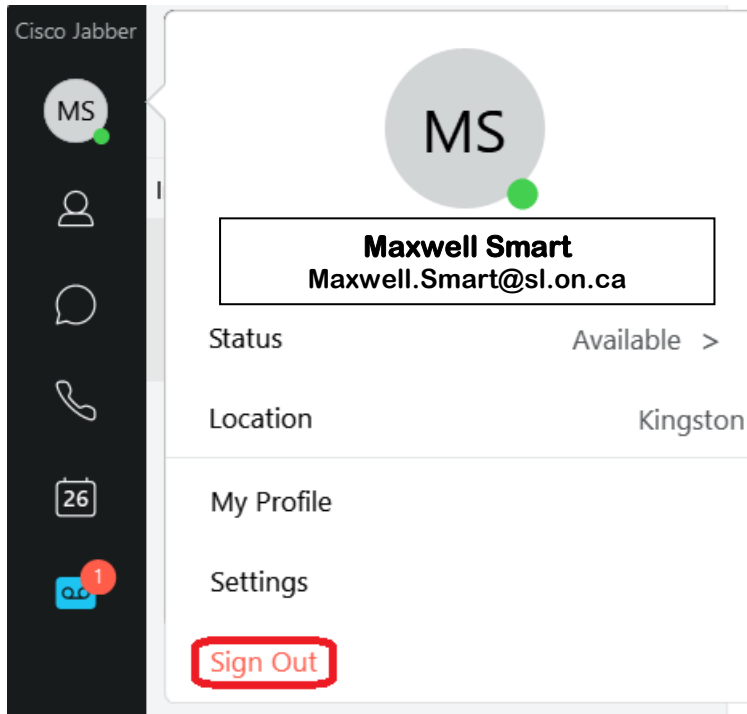 Cisco Jabber
MS
MS
Maxwell Smart
Maxwell.Smart@sl.on.ca
Status Available >
Location Kingston
My Profile
26
Settings
1
Sign Out